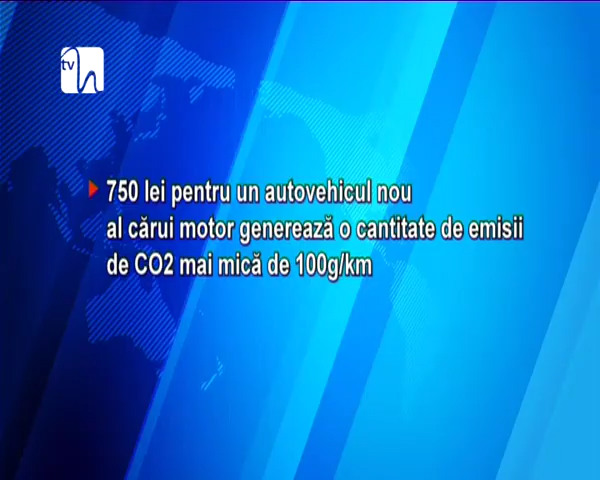 tv h
750 lei pentru un autovehicul nou
al cărui motor generează o cantitate de emisii
de CO2 mai mică de 100g/km